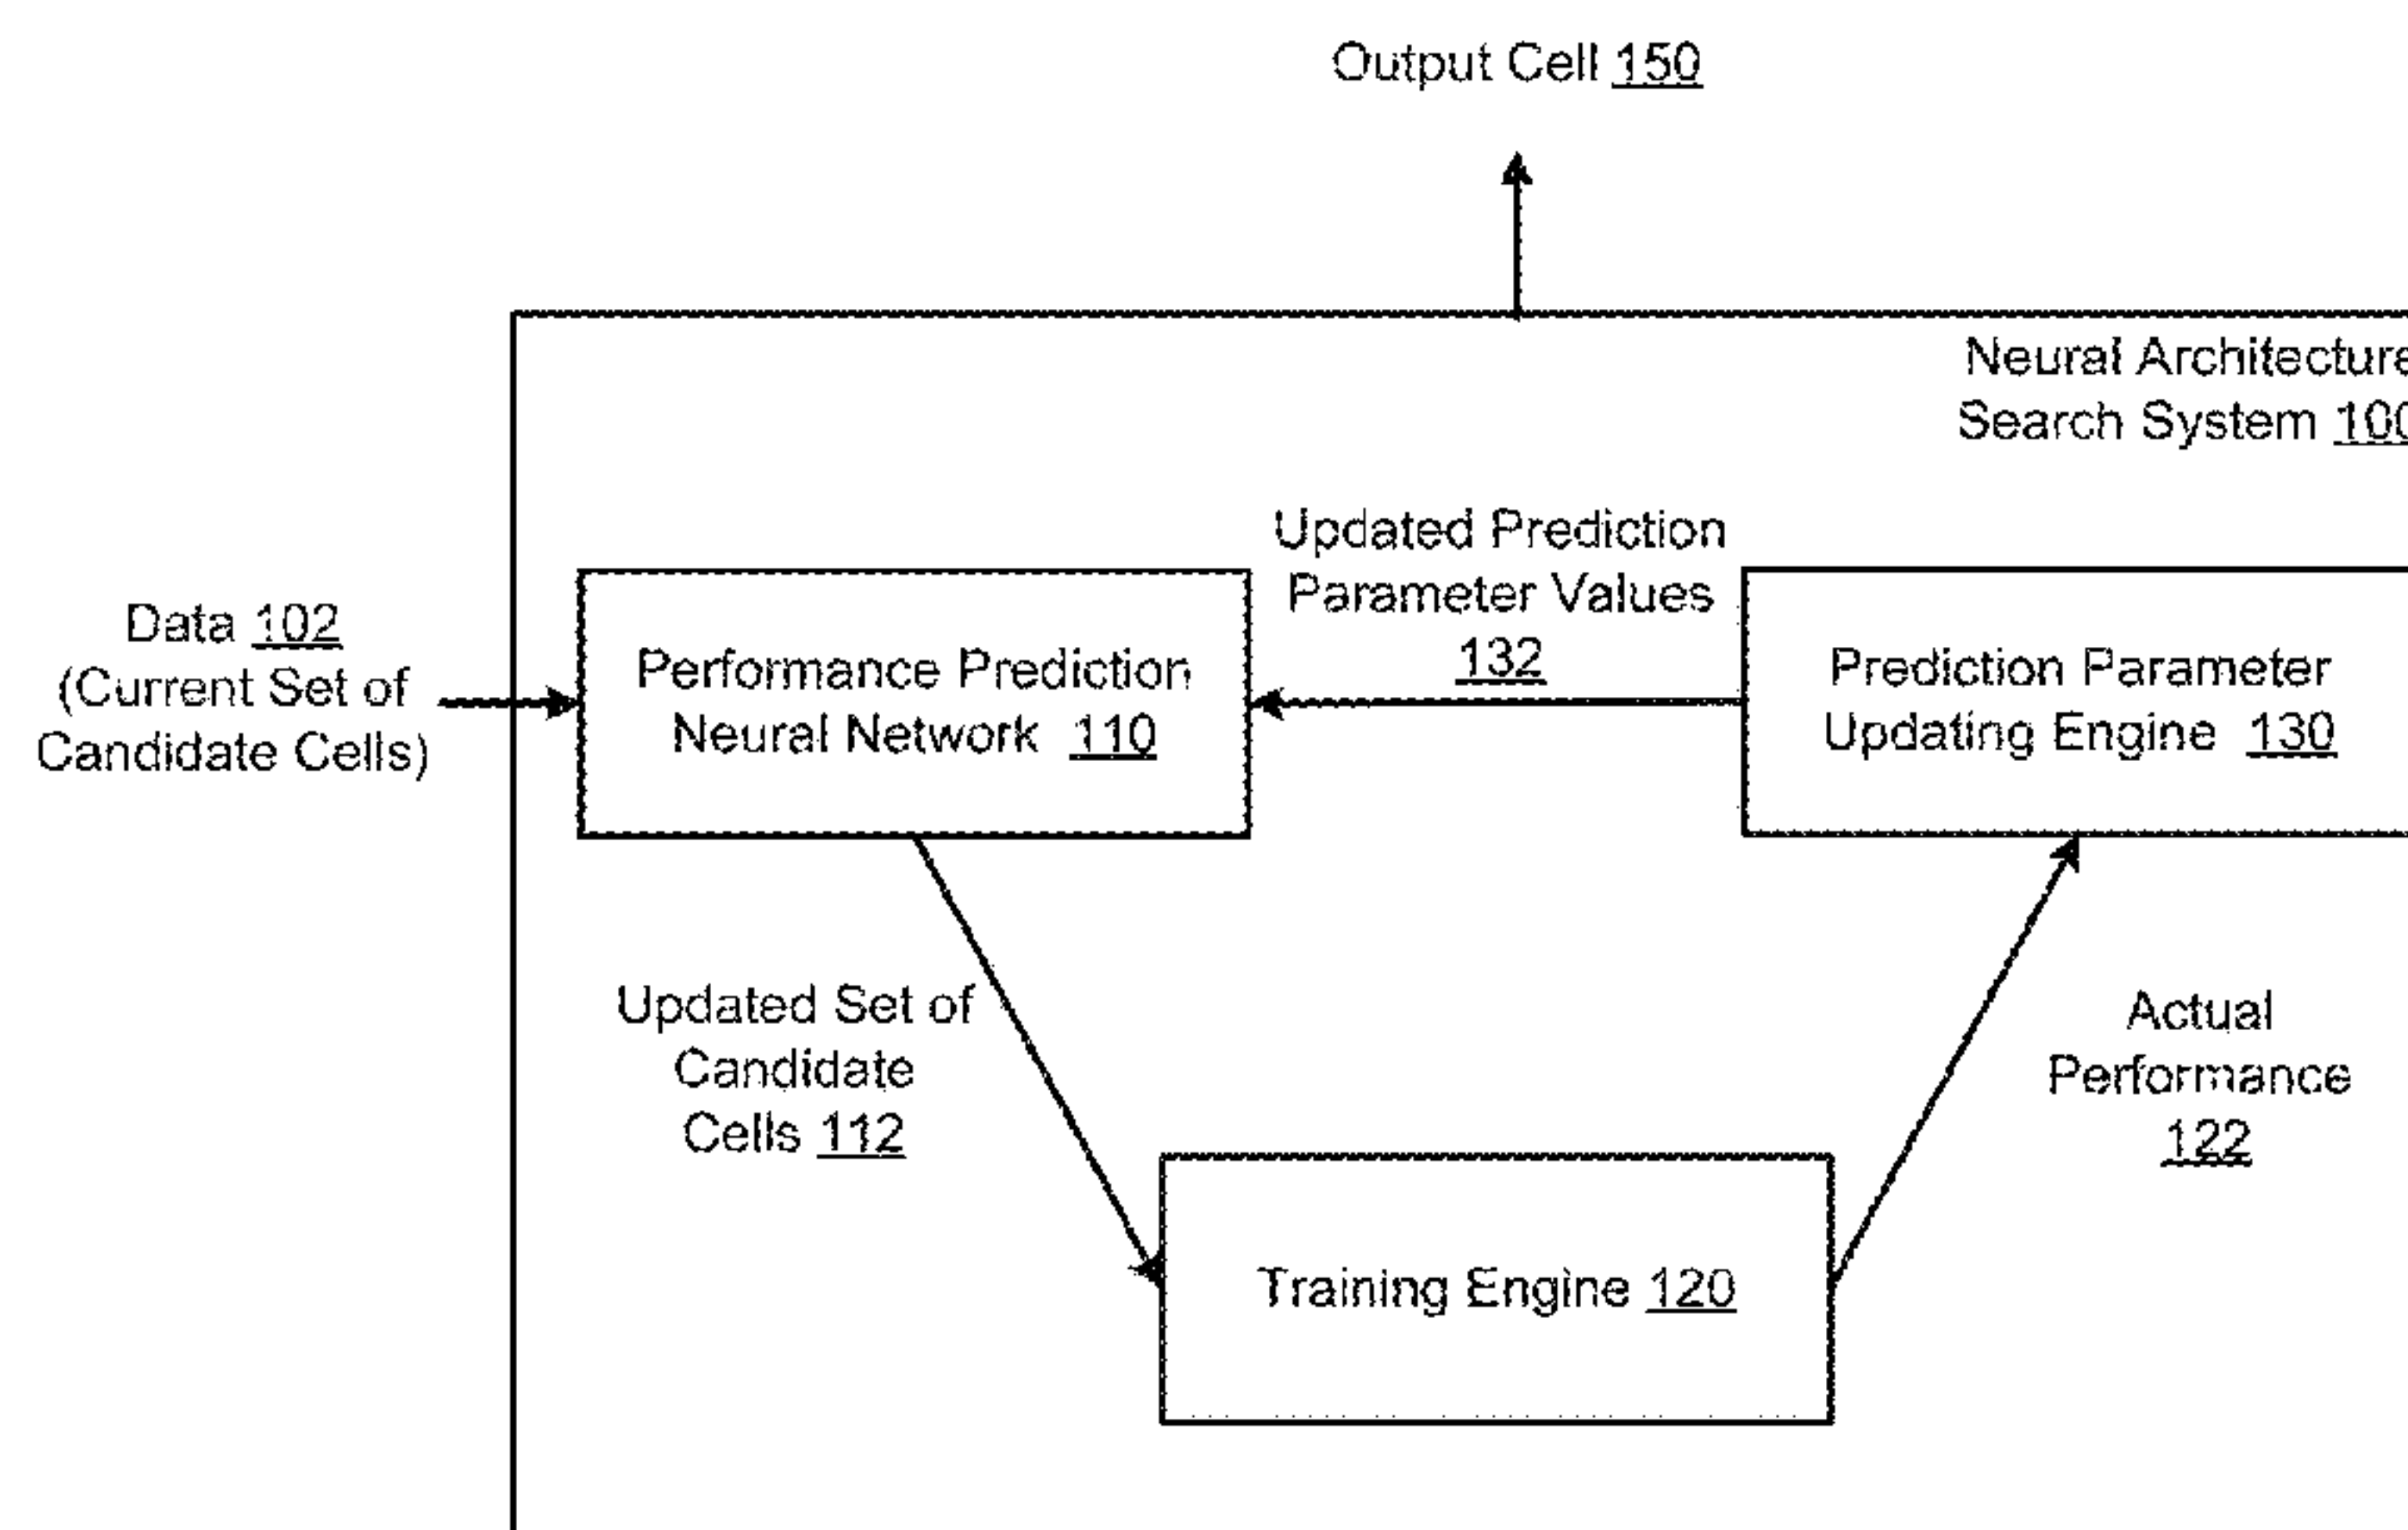 Output Cell 150
Neural Architecture
Search System 100
Updated Prediction
Parameter Values
132
Data 102
(Current Set of
Candidate Cells)
Performance Prediction
Neural Network 110
Prediction Parameter
Updating Engine 130
Updated Set of
Candidate
Cells 112
Actual
Performance
122
Training Engine 120